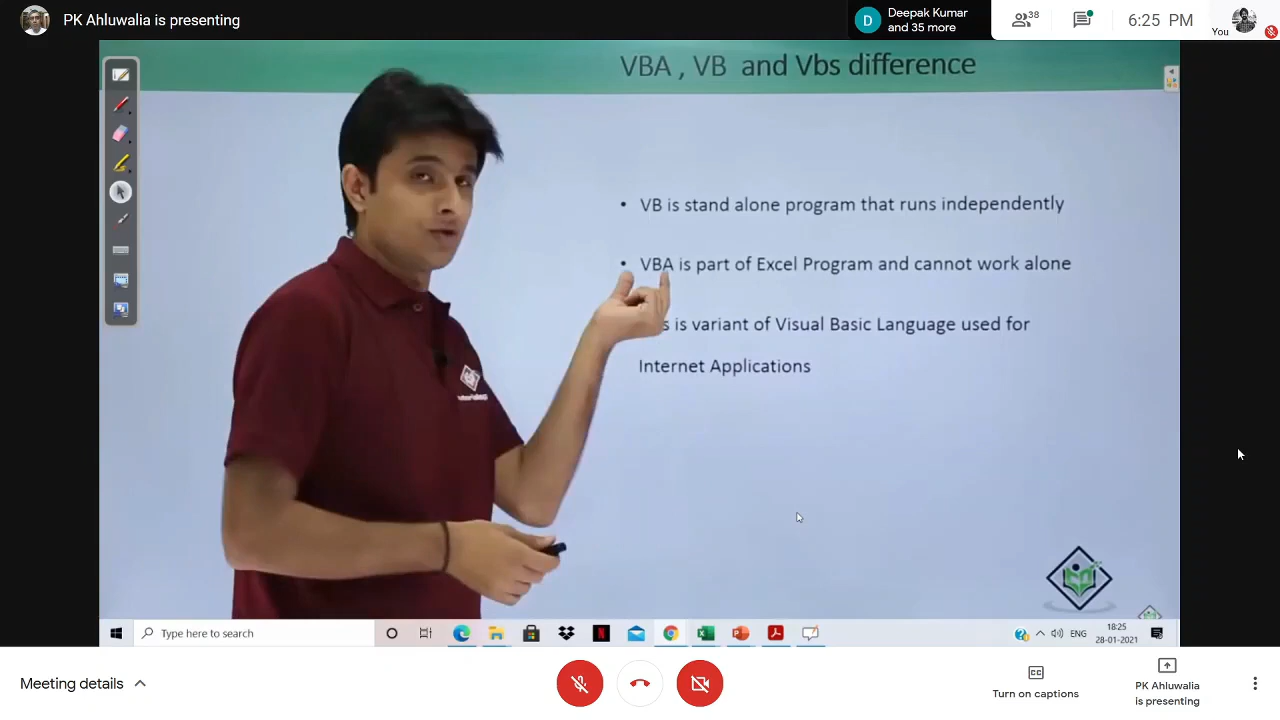 PK Ahluwalia is presenting
Deepak Kumar
and 35 more
38
6:25 PM
You
VBA , VB and Vbs difference
• VB is stand alone program that runs independently
• VBA is part of Excel Program and cannot work alone
s is variant of Visual Basic Language used for
Internet Applications
Type here to search
ENG
18:25
28-01-2021
Meeting details
CC
Turn on captions
PK Ahluwalia
is presenting
D